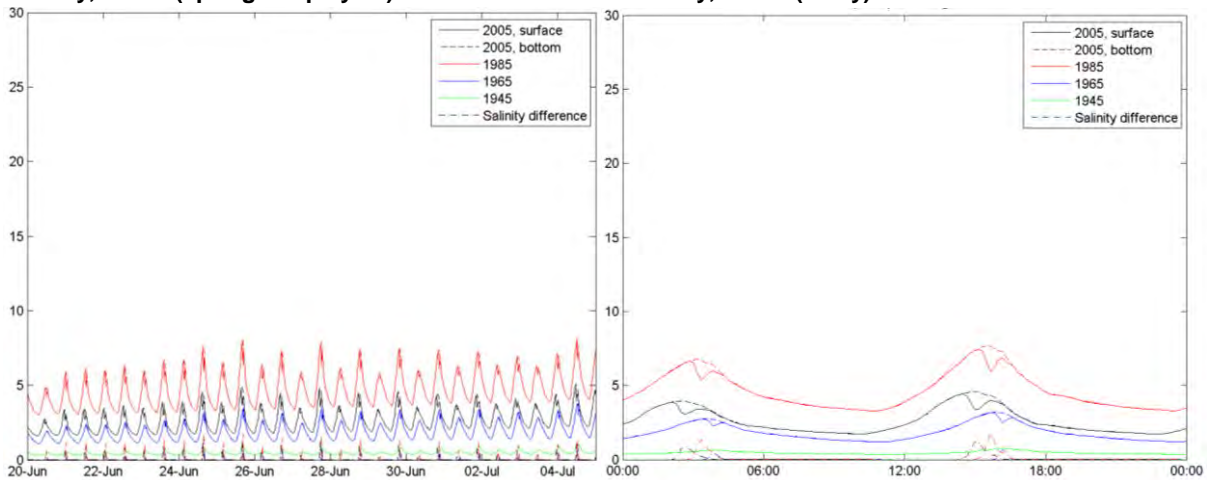 30
25
20
15
10
5
0
20-Jun 22-Jun 24-Jun 26-Jun 28-Jun 30-Jun 02-Jul 04-Jul
2005, surface
2005, bottom
1985
1965
1945
Salinity difference
30
25
20
15
10
5
0
00:00 06:00 12:00 18:00 00:00
2005, surface
2005, bottom
1985
1965
1945
Salinity difference